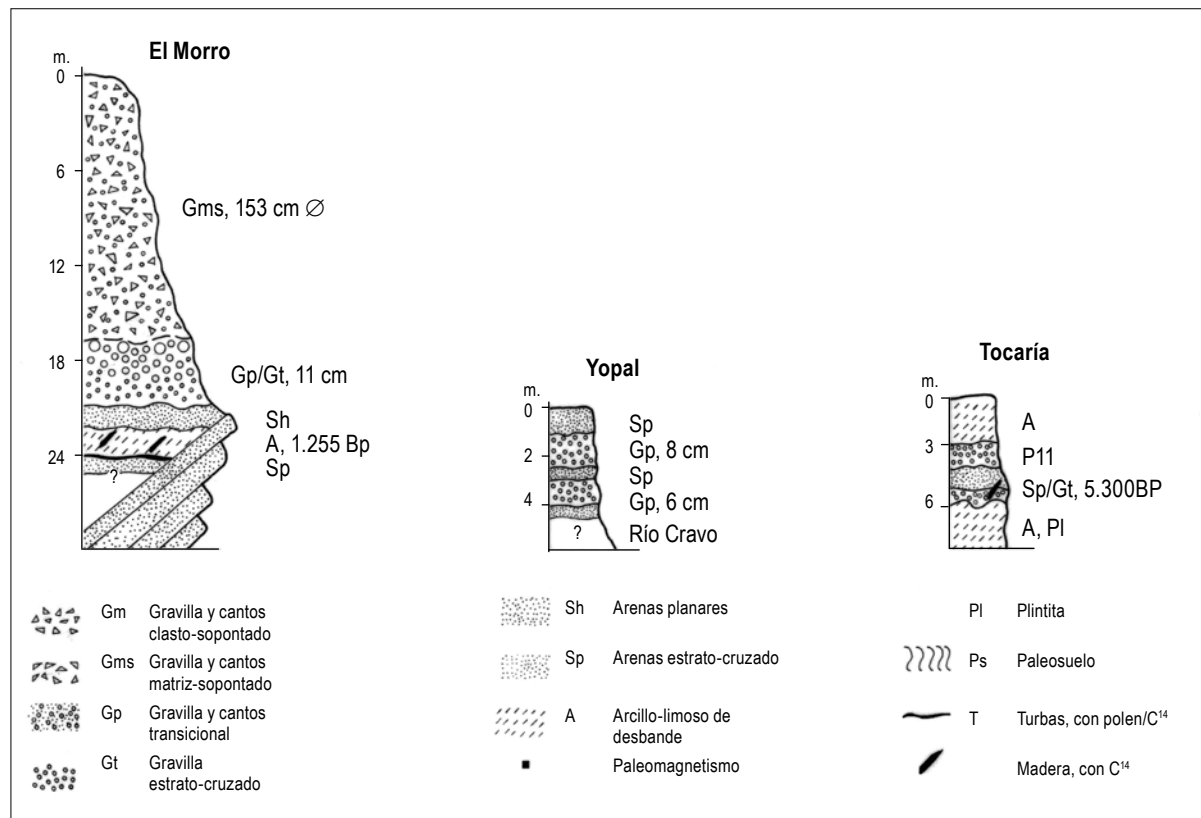 El Morro
m.
0
6
12
18
24
Gms, 153 cm ∅
Gp/Gt, 11 cm
Sh
A, 1.255 Bp
Sp
?
Yopal
m.
0
2
4
Sp
Gp, 8 cm
Sp
Gp, 6 cm
Río Cravo
?
Tocaría
m.
0
3
6
A
P11
Sp/Gt, 5.300BP
A, Pl
Gm Gravilla y cantos
clasto-sopontado
Gms Gravilla y cantos
matriz-sopontado
Gp Gravilla y cantos
transicional
Gt Gravilla
estrato-cruzado
Sh Arenas planares
Sp Arenas estrato-cruzado
A Arcillo-limoso de
desbande
Paleomagnetismo
Pl Plintita
Ps Paleosuelo
T Turbas, con polen/C¹⁴
Madera, con C¹⁴